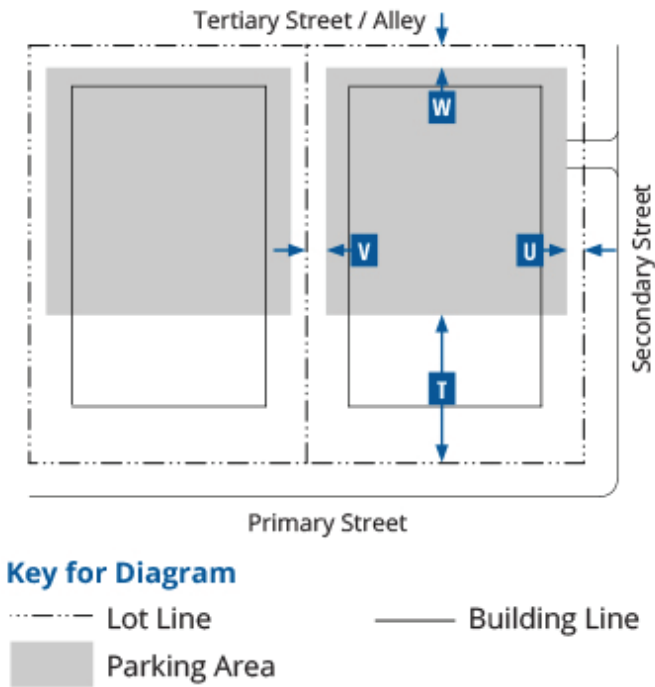 Tertiary Street / Alley
W
V
U
Secondary Street
T
Primary Street
Key for Diagram
Lot Line
Building Line
Parking Area